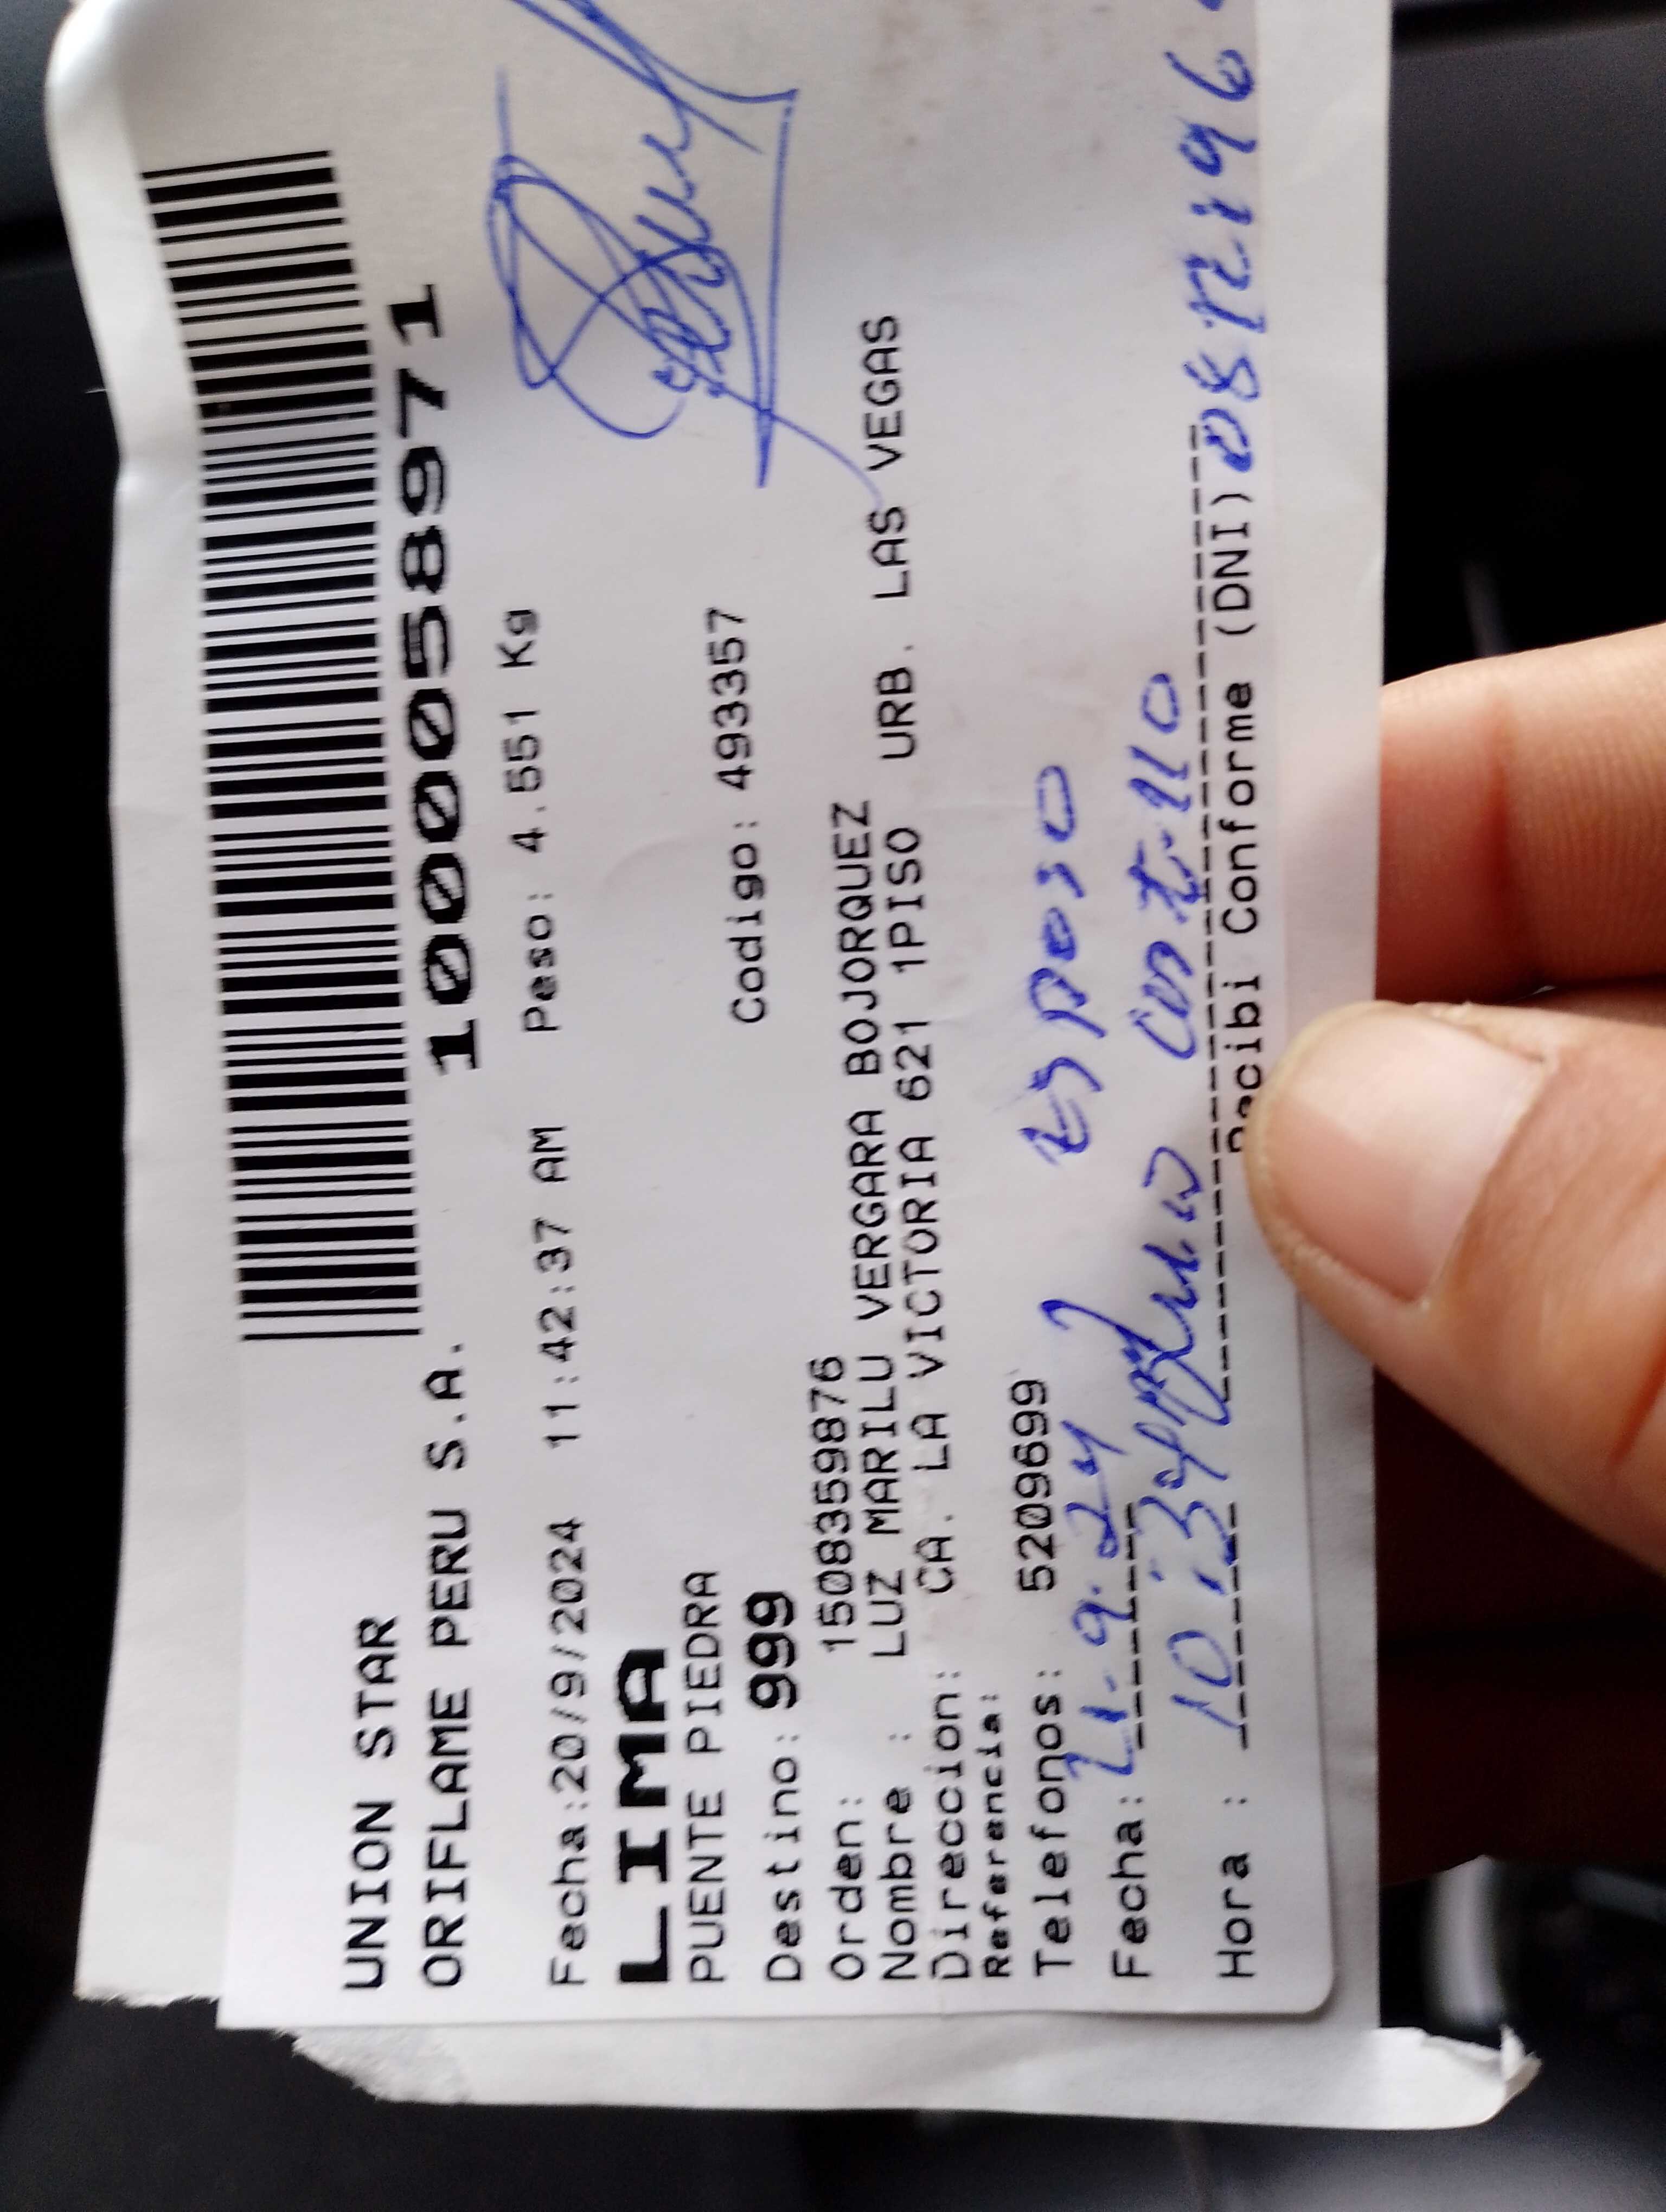 UNION STAR
ORIFLAME PERU S.A.
1000058971
Fecha:20/9/2024 11:42:37 AM Peso: 4.551 Kg
LIMA
PUENTE PIEDRA
Destino: 999 Codigo: 493357
Orden: 1508359876
Nombre : LUZ MARILU VERGARA BOJORQUEZ
Direccion: CA. LA VICTORIA 621 1PISO URB. LAS VEGAS
Referencia:
Telefonos: 5209699
Esposo
Fecha: 21.9.24
Hora : 10:34
Recibi Conforme (DNI)